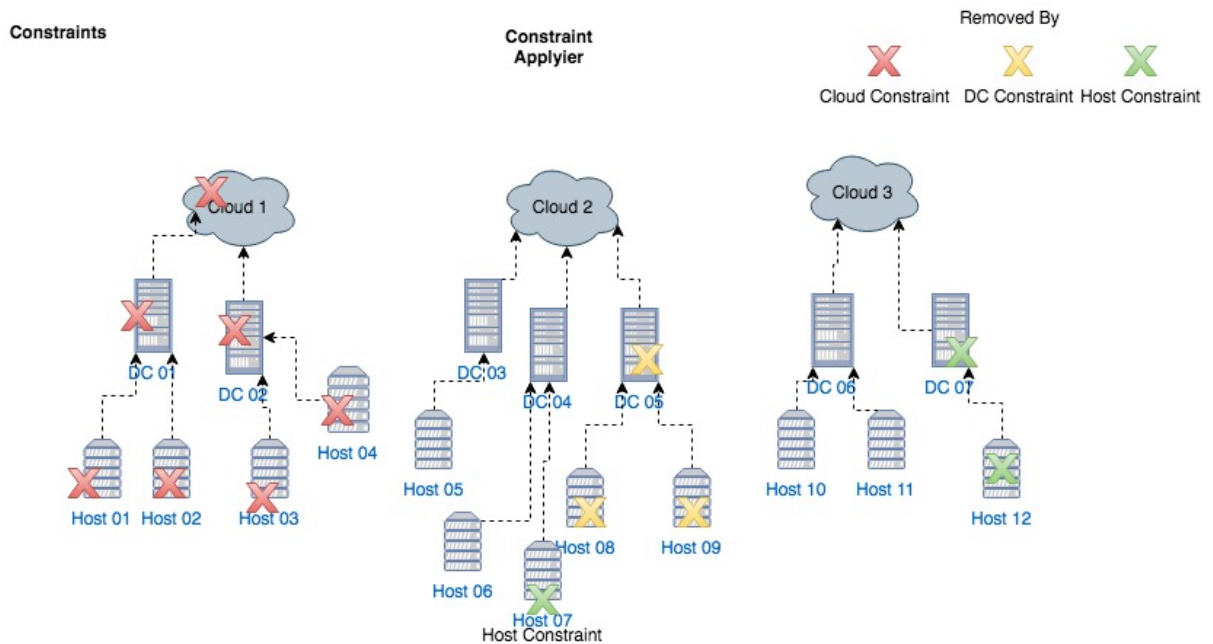 Constraints
Constraint
Applyier
Removed By
Cloud Constraint
DC Constraint
Host Constraint
Cloud 1
Cloud 2
Cloud 3
DC 01
DC 02
DC 03
DC 04
DC 05
DC 06
DC 07
Host 01
Host 02
Host 03
Host 04
Host 05
Host 06
Host 07
Host Constraint
Host 08
Host 09
Host 10
Host 11
Host 12